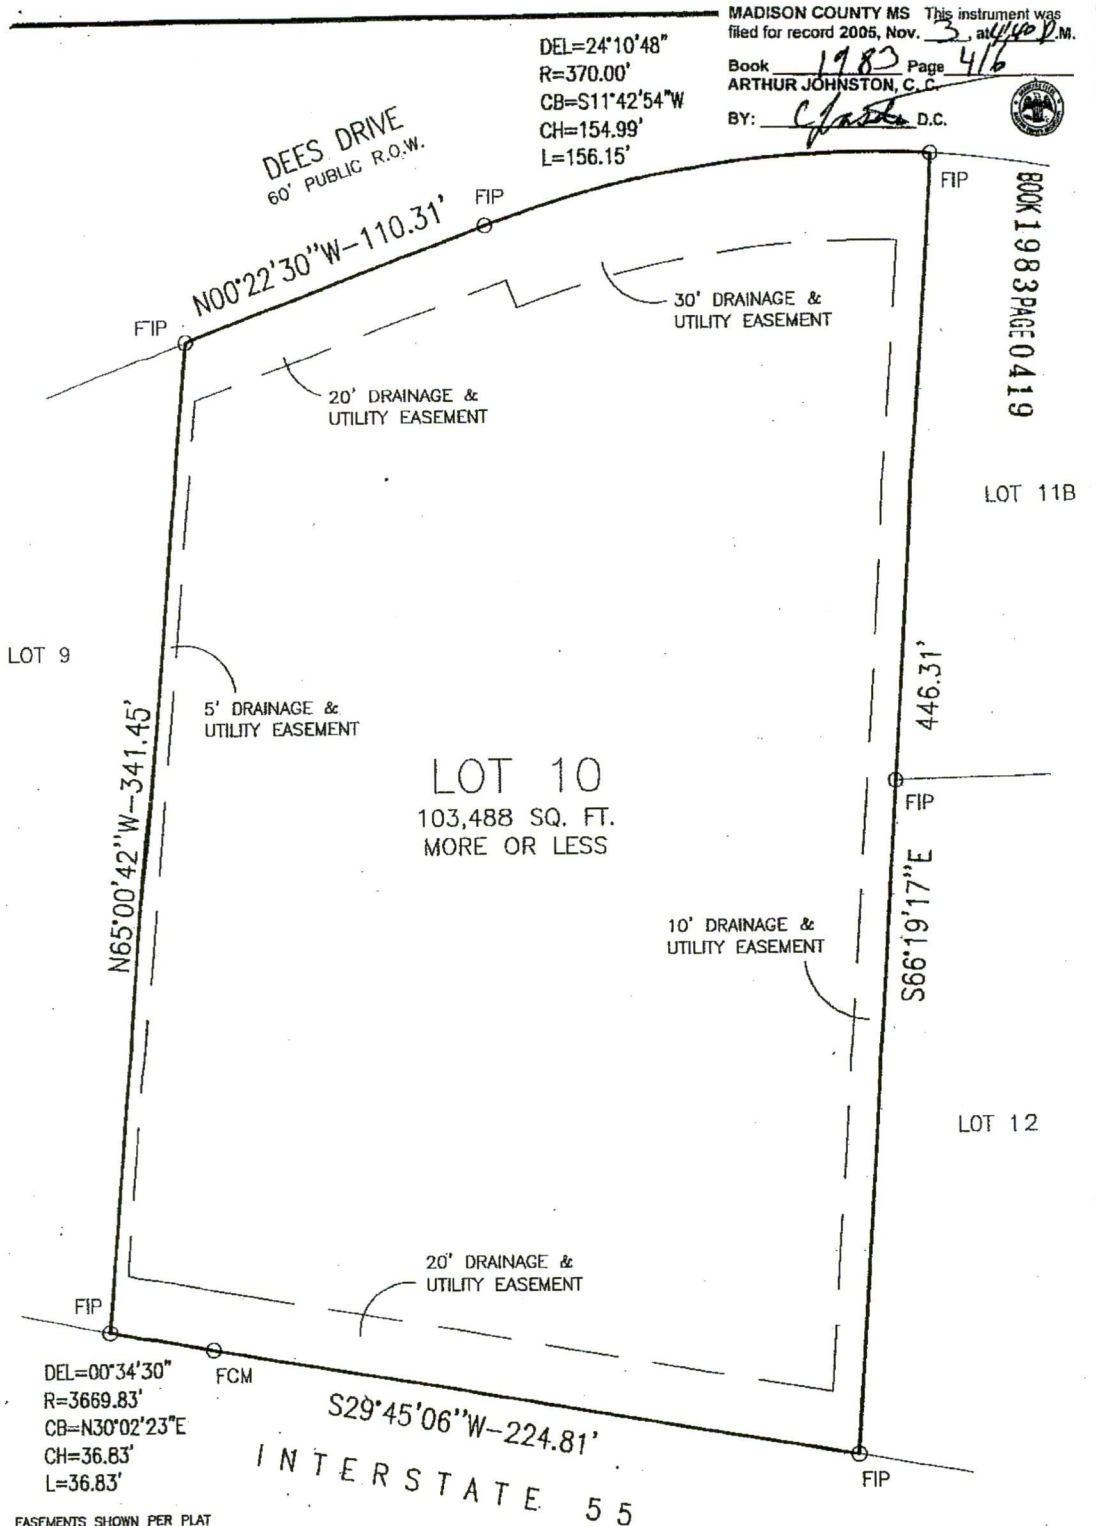 MADISON COUNTY MS This instrument was
filed for record 2005, Nov. 3, at 4:40 P.M.
Book 1983 Page 416
ARTHUR JOHNSTON, C. C.
BY: D.C.
BOOK 1983 PAGE 0419
DEL=24°10'48"
R=370.00'
CB=S11°42'54"W
CH=154.99'
L=156.15'
DEES DRIVE
60' PUBLIC R.O.W.
N00°22'30"W-110.31'
FIP
FIP
FIP
30' DRAINAGE &
UTILITY EASEMENT
20' DRAINAGE &
UTILITY EASEMENT
LOT 11B
LOT 9
5' DRAINAGE &
UTILITY EASEMENT
446.31'
N65°00'42"W-341.45'
LOT 10
103,488 SQ. FT.
MORE OR LESS
FIP
S66°19'17"E
10' DRAINAGE &
UTILITY EASEMENT
LOT 12
20' DRAINAGE &
UTILITY EASEMENT
FIP
FCM
DEL=00°34'30"
R=3669.83'
CB=N30°02'23"E
CH=36.83'
L=36.83'
S29°45'06"W-224.81'
FIP
INTERSTATE 55
EASEMENTS SHOWN PER PLAT